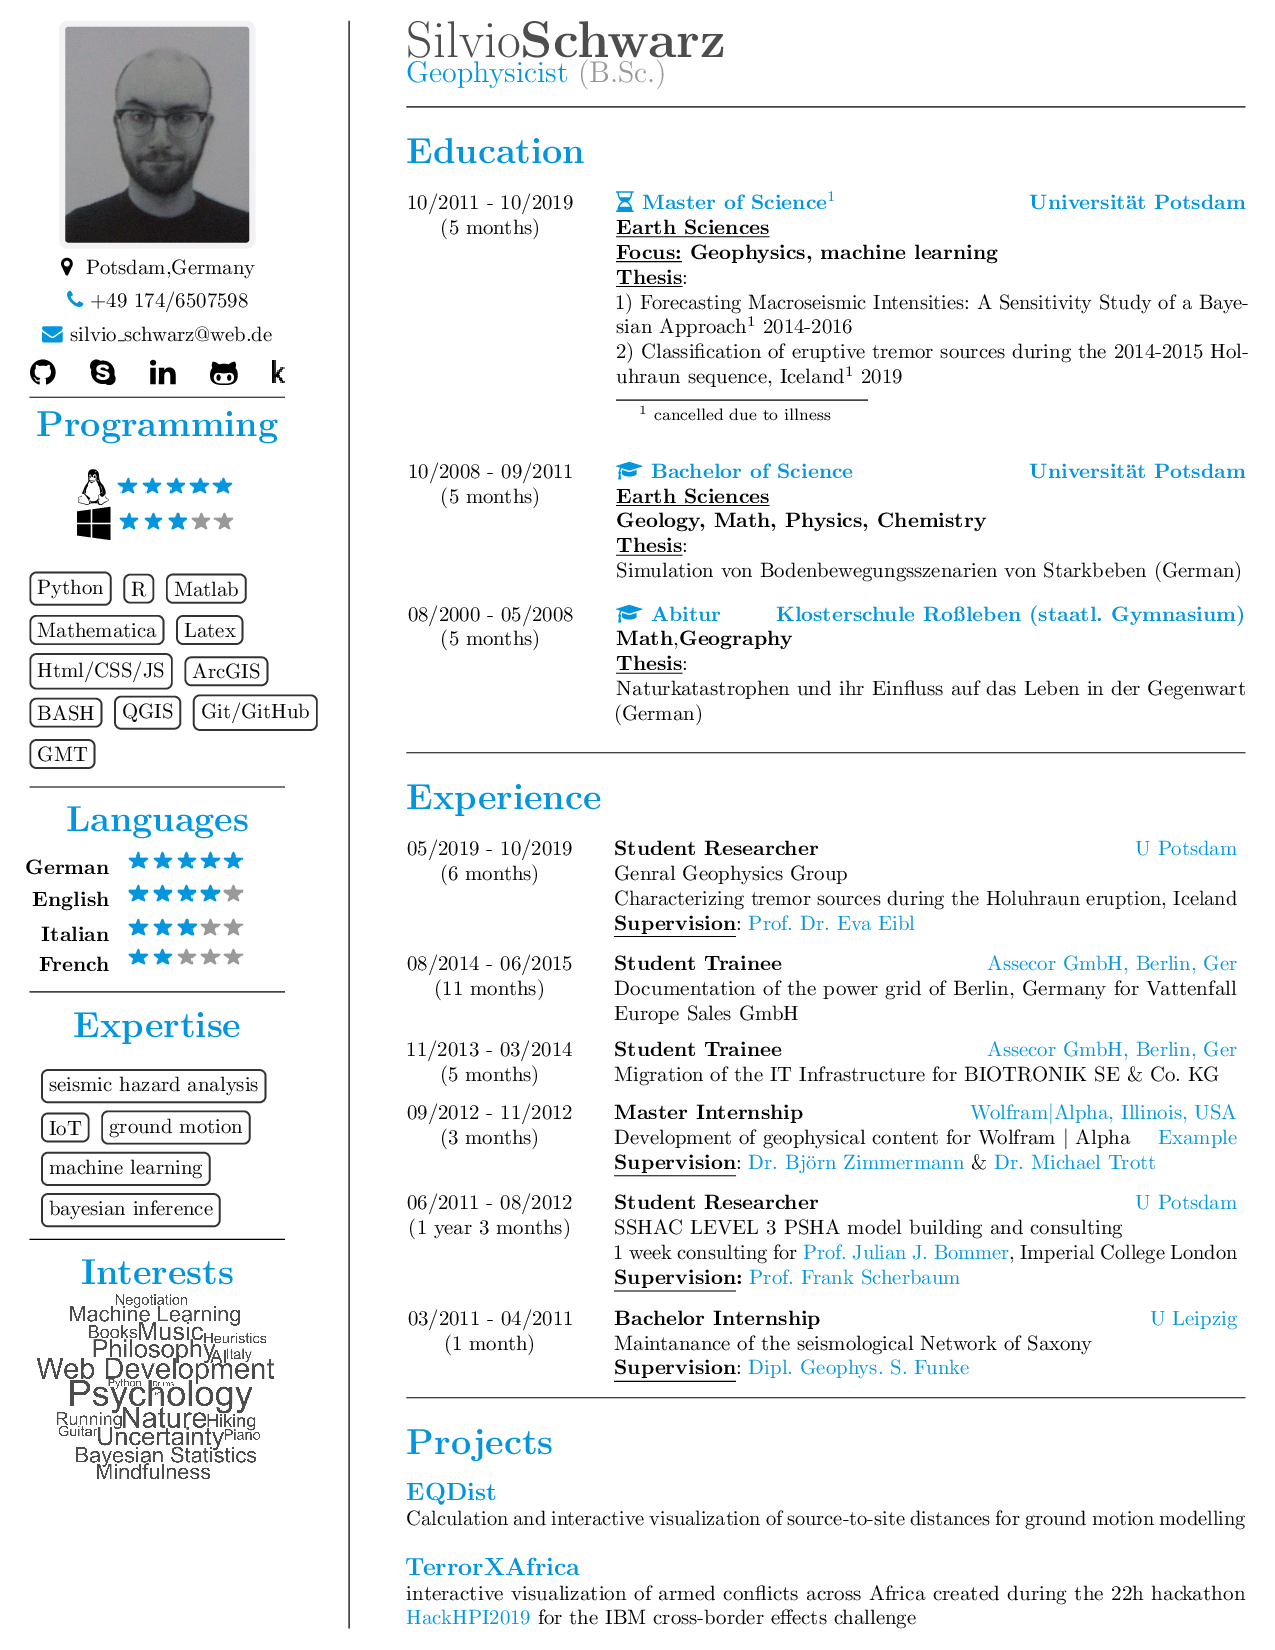 Potsdam,Germany
+49 174/6507598
silvio_schwarz@web.de
Programming
Python R Matlab
Mathematica Latex
Html/CSS/JS ArcGIS
BASH QGIS Git/GitHub
GMT
Languages
German
English
Italian
French
Expertise
seismic hazard analysis
IoT ground motion
machine learning
bayesian inference
Interests
Negotiation
Machine Learning
Books Music Heuristics
Philosophy AI Italy
Web Development
Python
Psychology
Running Nature Hiking
Guitar Uncertainty Piano
Bayesian Statistics
Mindfulness
SilvioSchwarz
Geophysicist (B.Sc.)
Education
10/2011 - 10/2019 Master of Science¹ Universität Potsdam
(5 months) Earth Sciences
Focus: Geophysics, machine learning
Thesis:
1) Forecasting Macroseismic Intensities: A Sensitivity Study of a Baye-
sian Approach¹ 2014-2016
2) Classification of eruptive tremor sources during the 2014-2015 Hol-
uhraun sequence, Iceland¹ 2019
¹ cancelled due to illness
10/2008 - 09/2011 Bachelor of Science Universität Potsdam
(5 months) Earth Sciences
Geology, Math, Physics, Chemistry
Thesis:
Simulation von Bodenbewegungsszenarien von Starkbeben (German)
08/2000 - 05/2008 Abitur Klosterschule Roßleben (staatl. Gymnasium)
(5 months) Math,Geography
Thesis:
Naturkatastrophen und ihr Einfluss auf das Leben in der Gegenwart
(German)
Experience
05/2019 - 10/2019 Student Researcher U Potsdam
(6 months) Genral Geophysics Group
Characterizing tremor sources during the Holuhraun eruption, Iceland
Supervision: Prof. Dr. Eva Eibl
08/2014 - 06/2015 Student Trainee Assecor GmbH, Berlin, Ger
(11 months) Documentation of the power grid of Berlin, Germany for Vattenfall
Europe Sales GmbH
11/2013 - 03/2014 Student Trainee Assecor GmbH, Berlin, Ger
(5 months) Migration of the IT Infrastructure for BIOTRONIK SE & Co. KG
09/2012 - 11/2012 Master Internship Wolfram|Alpha, Illinois, USA
(3 months) Development of geophysical content for Wolfram | Alpha Example
Supervision: Dr. Björn Zimmermann & Dr. Michael Trott
06/2011 - 08/2012 Student Researcher U Potsdam
(1 year 3 months) SSHAC LEVEL 3 PSHA model building and consulting
1 week consulting for Prof. Julian J. Bommer, Imperial College London
Supervision: Prof. Frank Scherbaum
03/2011 - 04/2011 Bachelor Internship U Leipzig
(1 month) Maintanance of the seismological Network of Saxony
Supervision: Dipl. Geophys. S. Funke
Projects
EQDist
Calculation and interactive visualization of source-to-site distances for ground motion modelling
TerrorXAfrica
interactive visualization of armed conflicts across Africa created during the 22h hackathon
HackHPI2019 for the IBM cross-border effects challenge